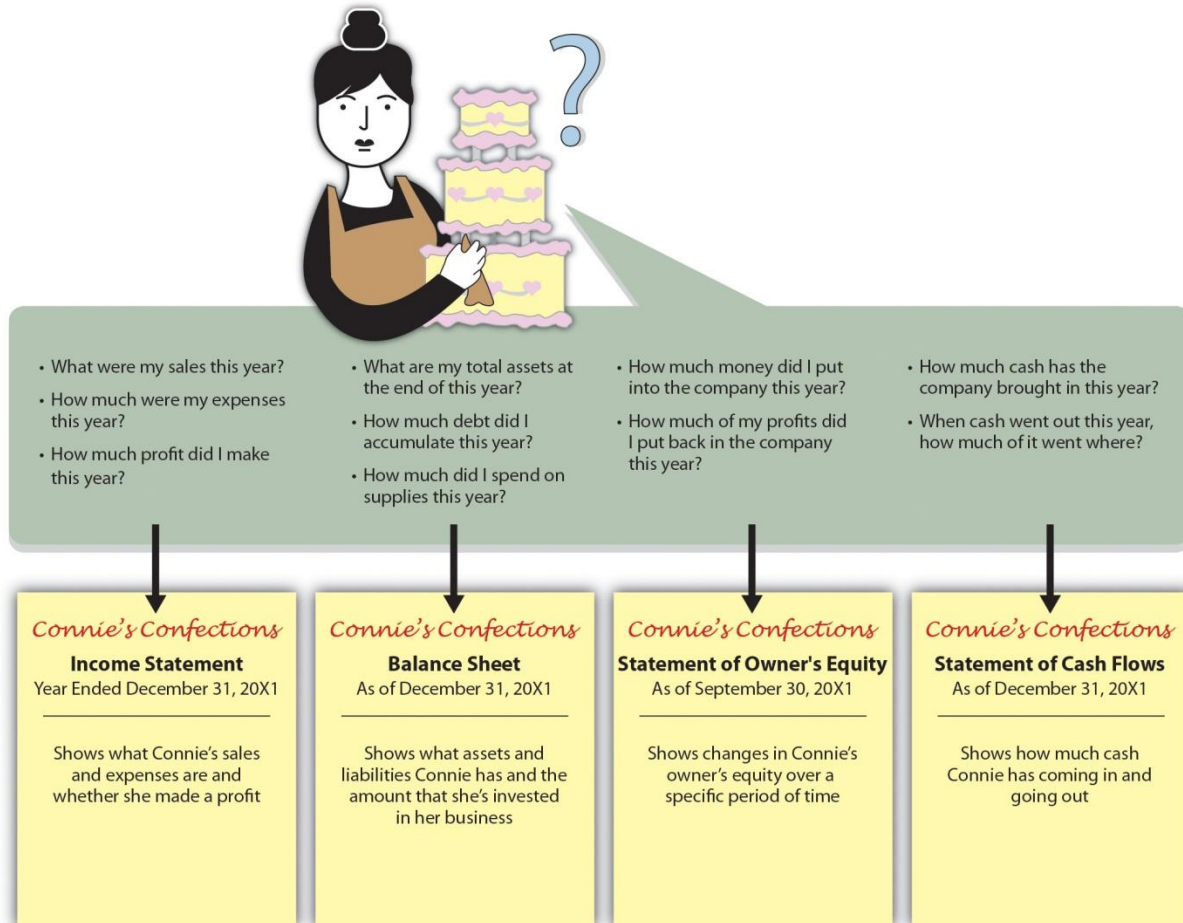 ?
• What were my sales this year?
• How much were my expenses
this year?
• How much profit did I make
this year?
• What are my total assets at
the end of this year?
• How much debt did I
accumulate this year?
• How much did I spend on
supplies this year?
• How much money did I put
into the company this year?
• How much of my profits did
I put back in the company
this year?
• How much cash has the
company brought in this year?
• When cash went out this year,
how much of it went where?
Connie's Confections
Income Statement
Year Ended December 31, 20X1
Shows what Connie's sales
and expenses are and
whether she made a profit
Connie's Confections
Balance Sheet
As of December 31, 20X1
Shows what assets and
liabilities Connie has and the
amount that she's invested
in her business
Connie's Confections
Statement of Owner's Equity
As of September 30, 20X1
Shows changes in Connie's
owner's equity over a
specific period of time
Connie's Confections
Statement of Cash Flows
As of December 31, 20X1
Shows how much cash
Connie has coming in and
going out